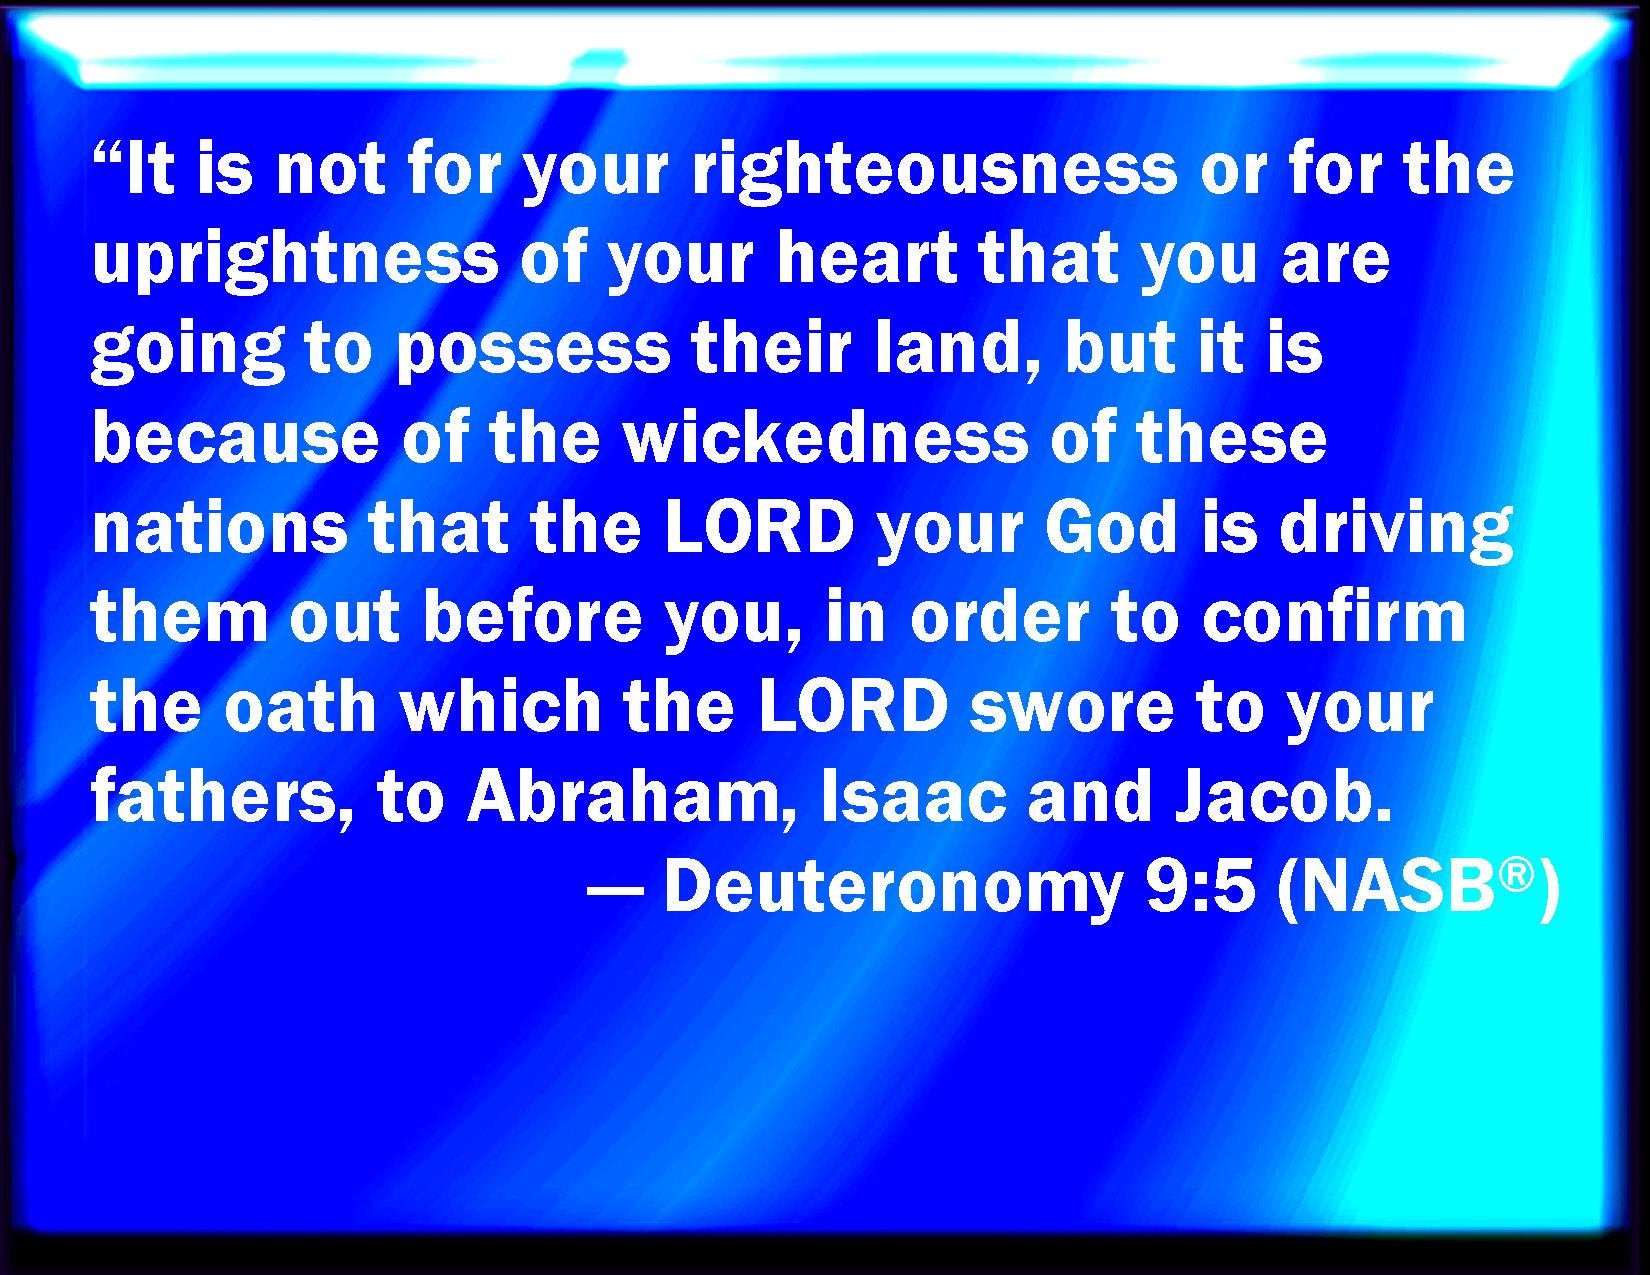 “It is not for your righteousness or for the
uprightness of your heart that you are
going to possess their land, but it is
because of the wickedness of these
nations that the LORD your God is driving
them out before you, in order to confirm
the oath which the LORD swore to your
fathers, to Abraham, Isaac and Jacob.
— Deuteronomy 9:5 (NASB®)